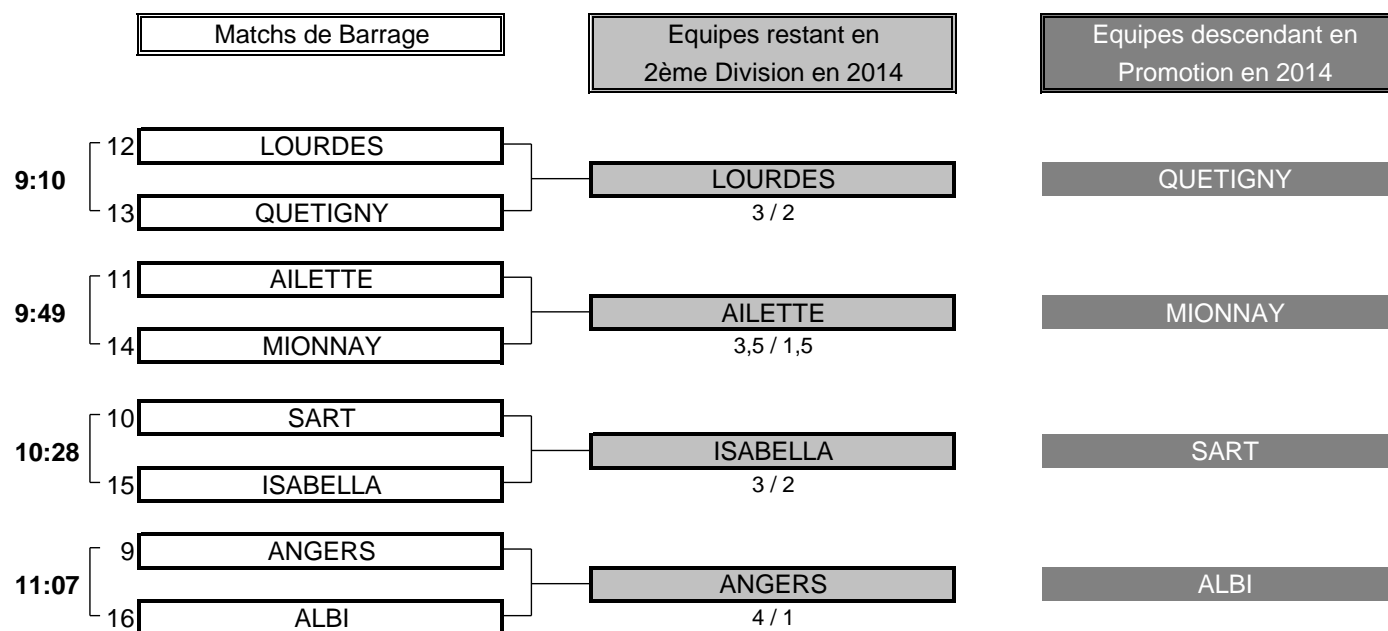 Matchs de Barrage
Equipes restant en
2ème Division en 2014
Equipes descendant en
Promotion en 2014
12 LOURDES
9:10 LOURDES QUETIGNY
13 QUETIGNY 3 / 2
11 AILETTE
9:49 AILETTE MIONNAY
14 MIONNAY 3,5 / 1,5
10 SART
10:28 ISABELLA SART
15 ISABELLA 3 / 2
9 ANGERS
11:07 ANGERS ALBI
16 ALBI 4 / 1